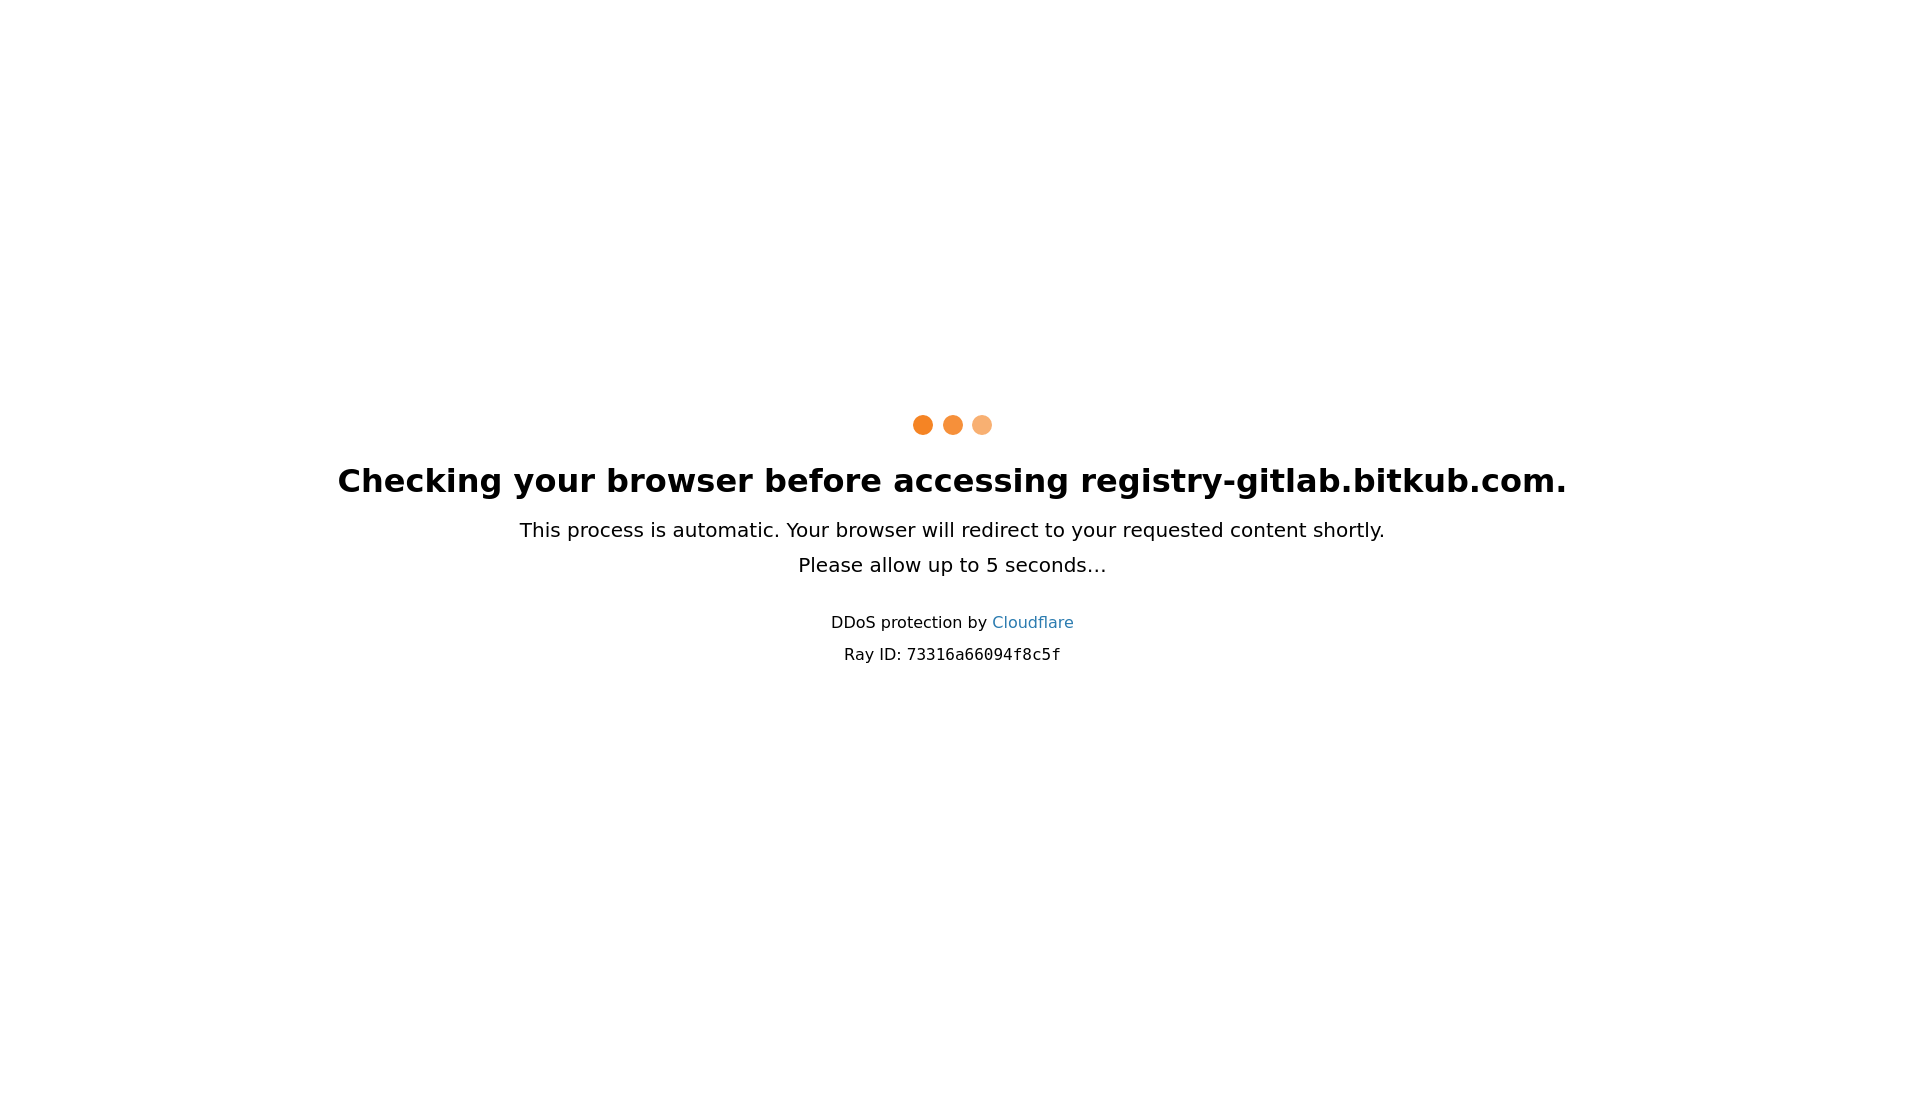 Checking your browser before accessing registry-gitlab.bitkub.com.
This process is automatic. Your browser will redirect to your requested content shortly.
Please allow up to 5 seconds…
DDoS protection by Cloudflare
Ray ID: 73316a66094f8c5f